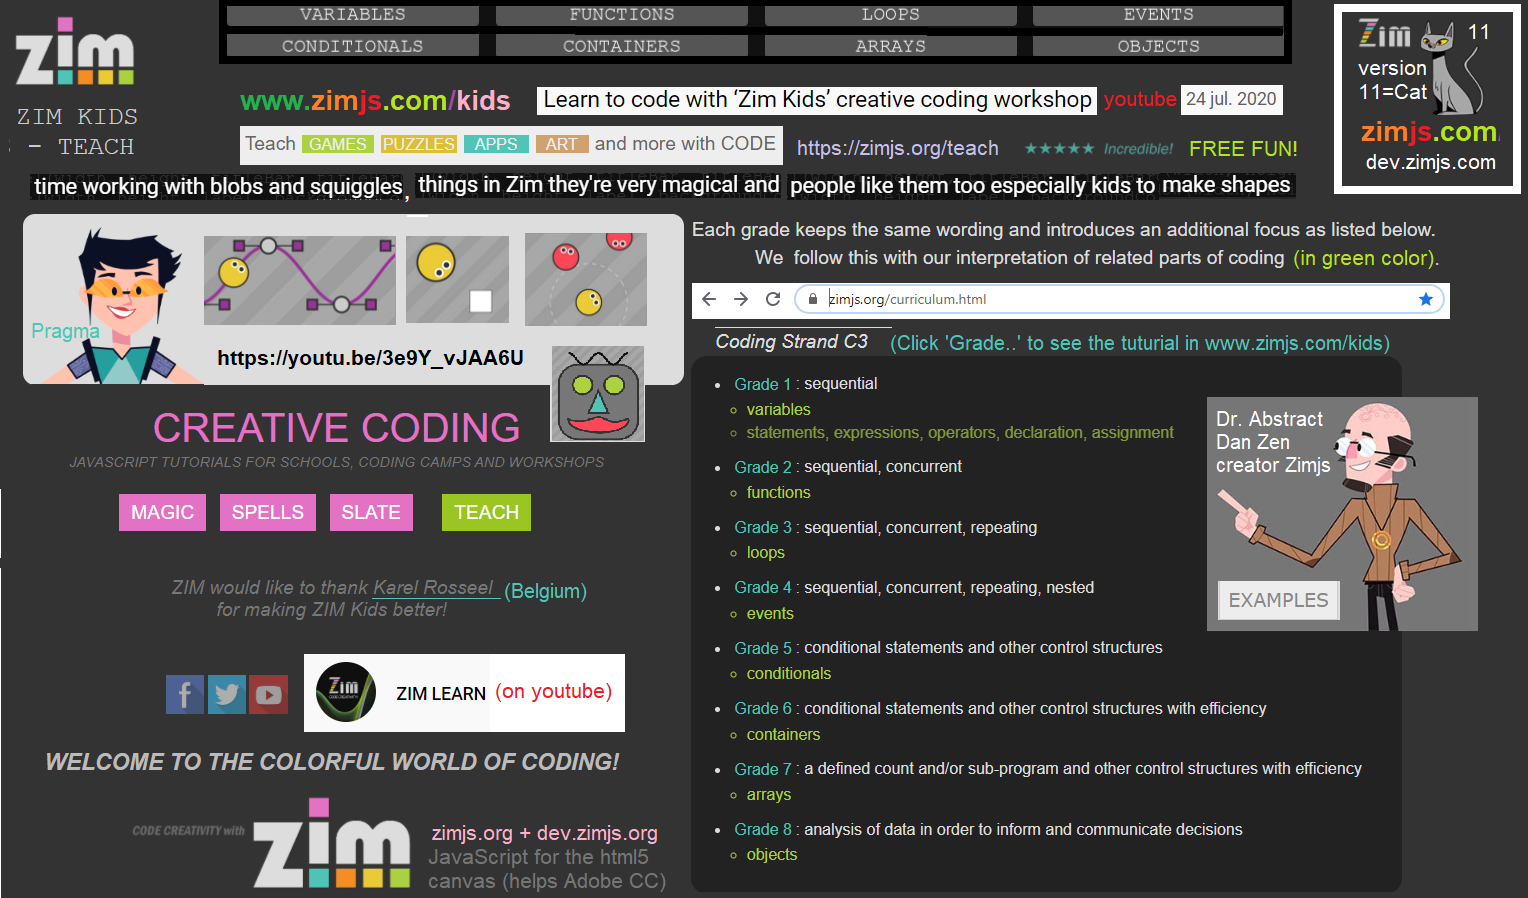 zim
ZIM KIDS
- TEACH
VARIABLES FUNCTIONS LOOPS EVENTS
CONDITIONALS CONTAINERS ARRAYS OBJECTS
www.zimjs.com/kids
Learn to code with ‘Zim Kids’ creative coding workshop youtube 24 jul. 2020
Teach GAMES PUZZLES APPS ART and more with CODE
https://zimjs.org/teach ★★★★★ Incredible! FREE FUN!
Zim 11
version
11=Cat
zimjs.com
dev.zimjs.com
time working with blobs and squiggles, things in Zim they're very magical and people like them too especially kids to make shapes
Pragma
https://youtu.be/3e9Y_vJAA6U
CREATIVE CODING
JAVASCRIPT TUTORIALS FOR SCHOOLS, CODING CAMPS AND WORKSHOPS
MAGIC SPELLS SLATE TEACH
ZIM would like to thank Karel Rosseel (Belgium)
for making ZIM Kids better!
Zim
ZIM LEARN (on youtube)
WELCOME TO THE COLORFUL WORLD OF CODING!
CODE CREATIVITY with
zim
zimjs.org + dev.zimjs.org
JavaScript for the html5
canvas (helps Adobe CC)
Each grade keeps the same wording and introduces an additional focus as listed below.
We follow this with our interpretation of related parts of coding (in green color).
zimjs.org/curriculum.html
Coding Strand C3 (Click 'Grade..' to see the tuturial in www.zimjs.com/kids)
Grade 1 : sequential
variables
statements, expressions, operators, declaration, assignment
Grade 2 : sequential, concurrent
functions
Grade 3 : sequential, concurrent, repeating
loops
Grade 4 : sequential, concurrent, repeating, nested
events
Grade 5 : conditional statements and other control structures
conditionals
Grade 6 : conditional statements and other control structures with efficiency
containers
Grade 7 : a defined count and/or sub-program and other control structures with efficiency
arrays
Grade 8 : analysis of data in order to inform and communicate decisions
objects
Dr. Abstract
Dan Zen
creator Zimjs
EXAMPLES